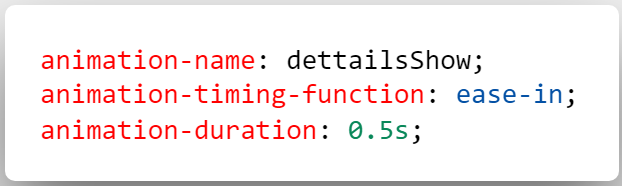 animation-name: dettailsShow;
animation-timing-function: ease-in;
animation-duration: 0.5s;